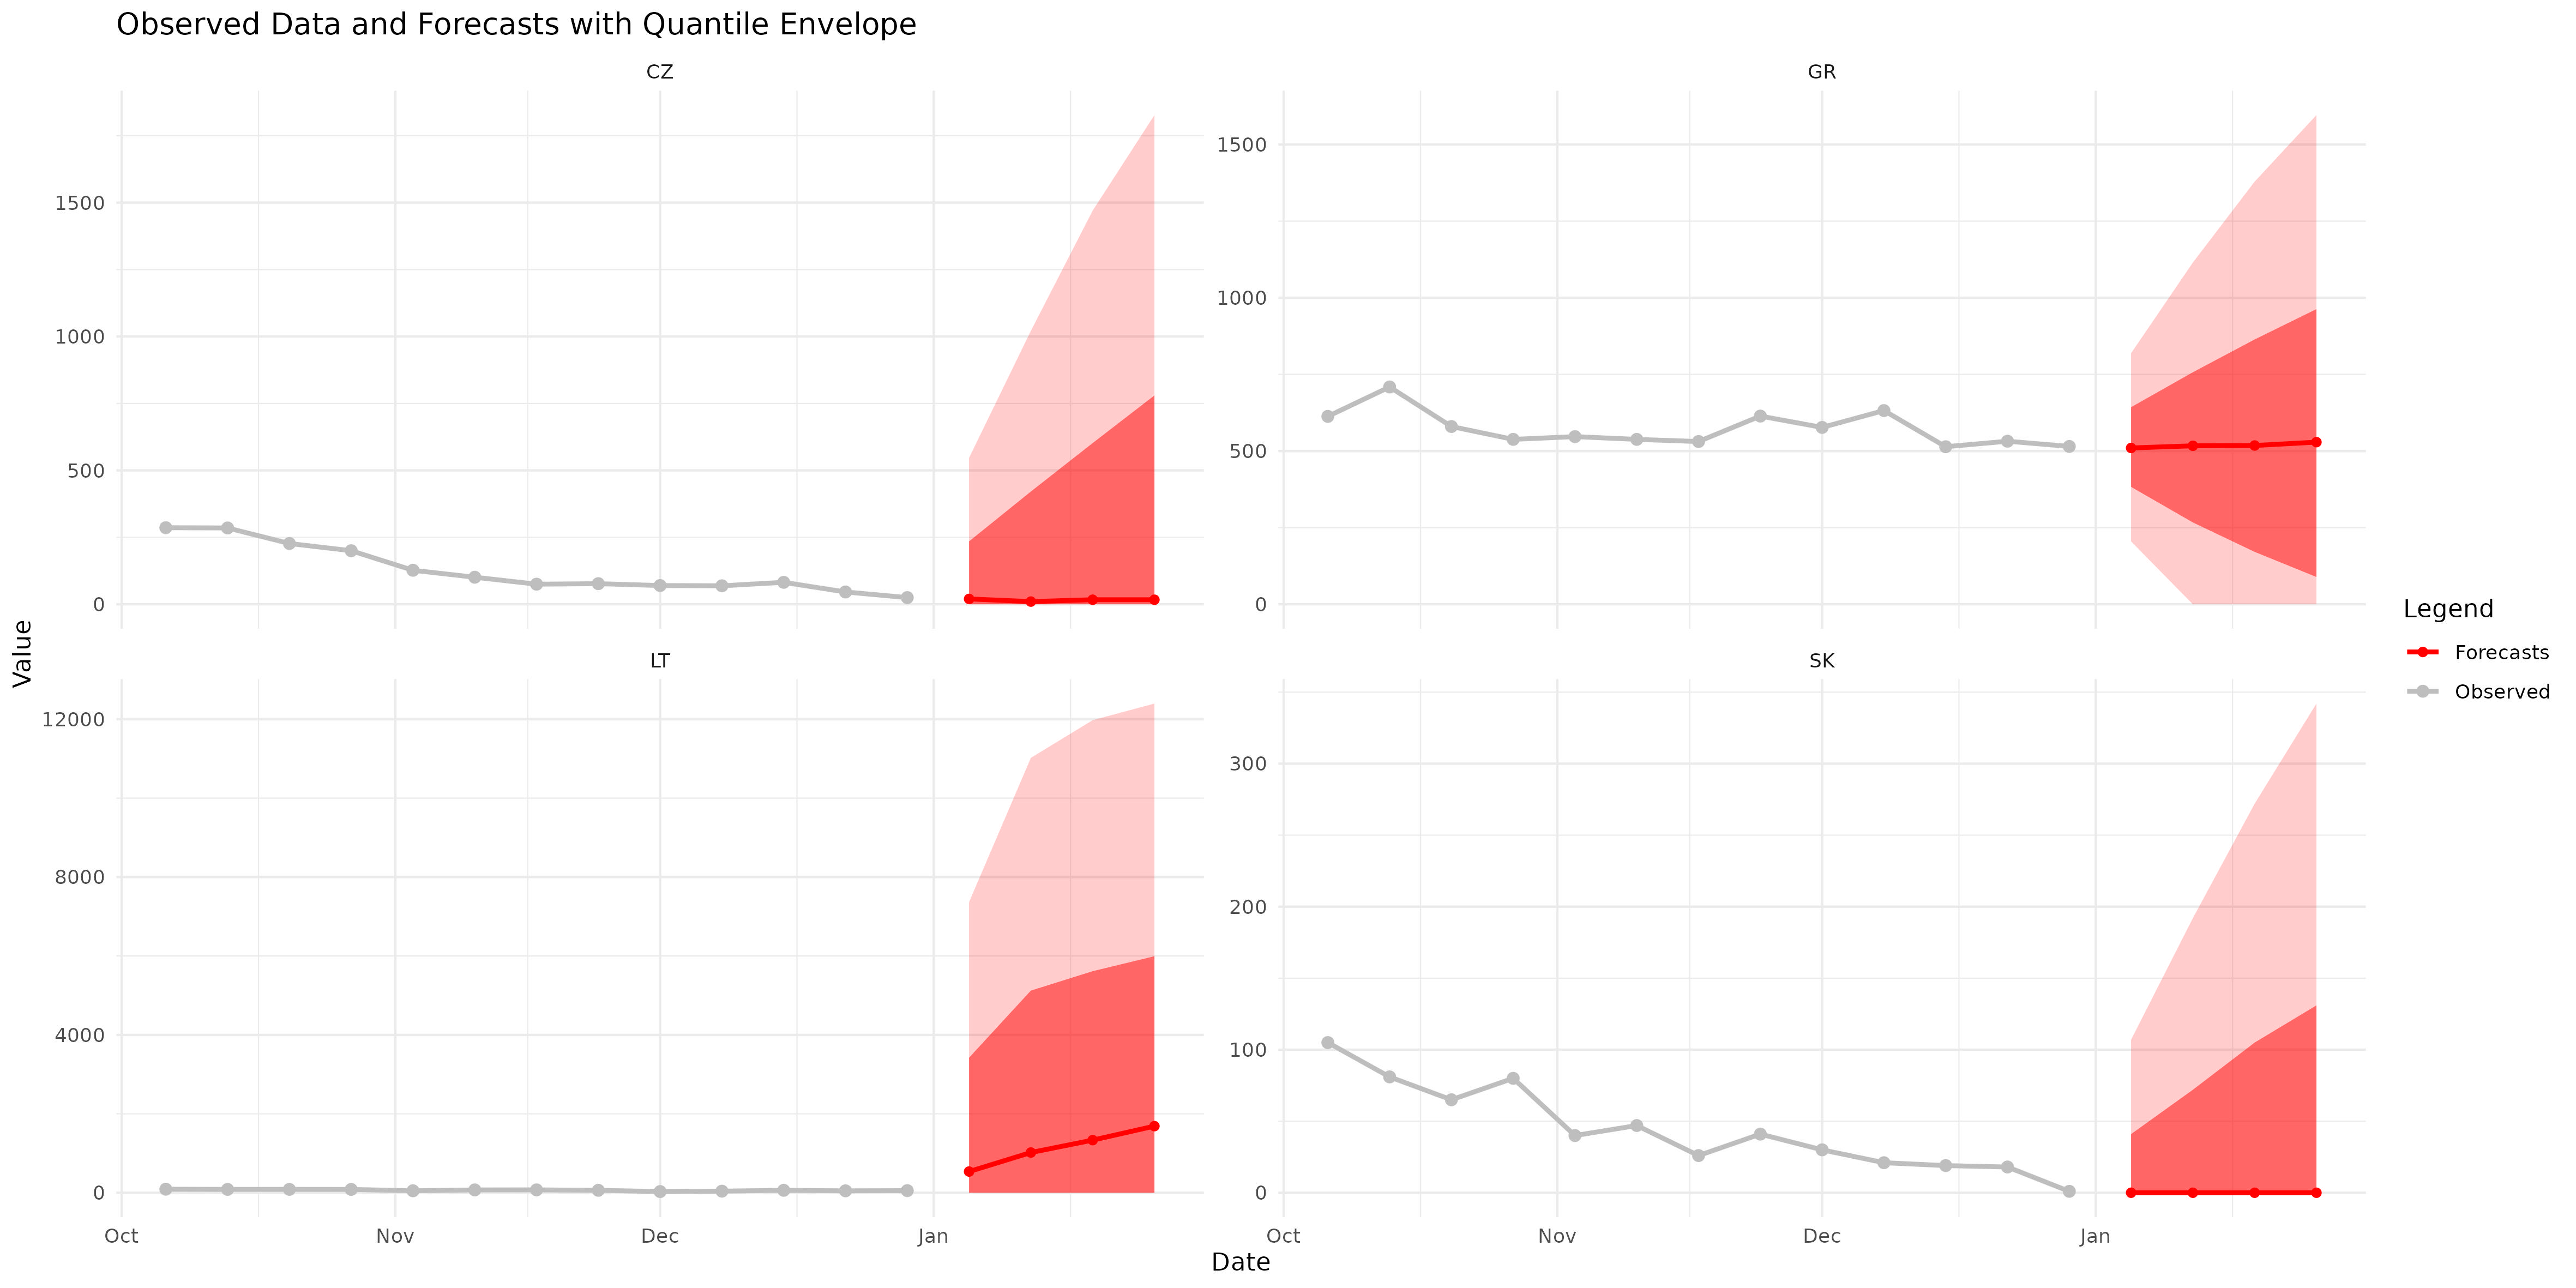 Observed Data and Forecasts with Quantile Envelope
CZ
GR
1500
1000
500
0
1500
1000
500
0
Value
LT
SK
12000
8000
4000
0
300
200
100
0
Oct Nov Dec Jan
Oct Nov Dec Jan
Date
Legend
Forecasts
Observed